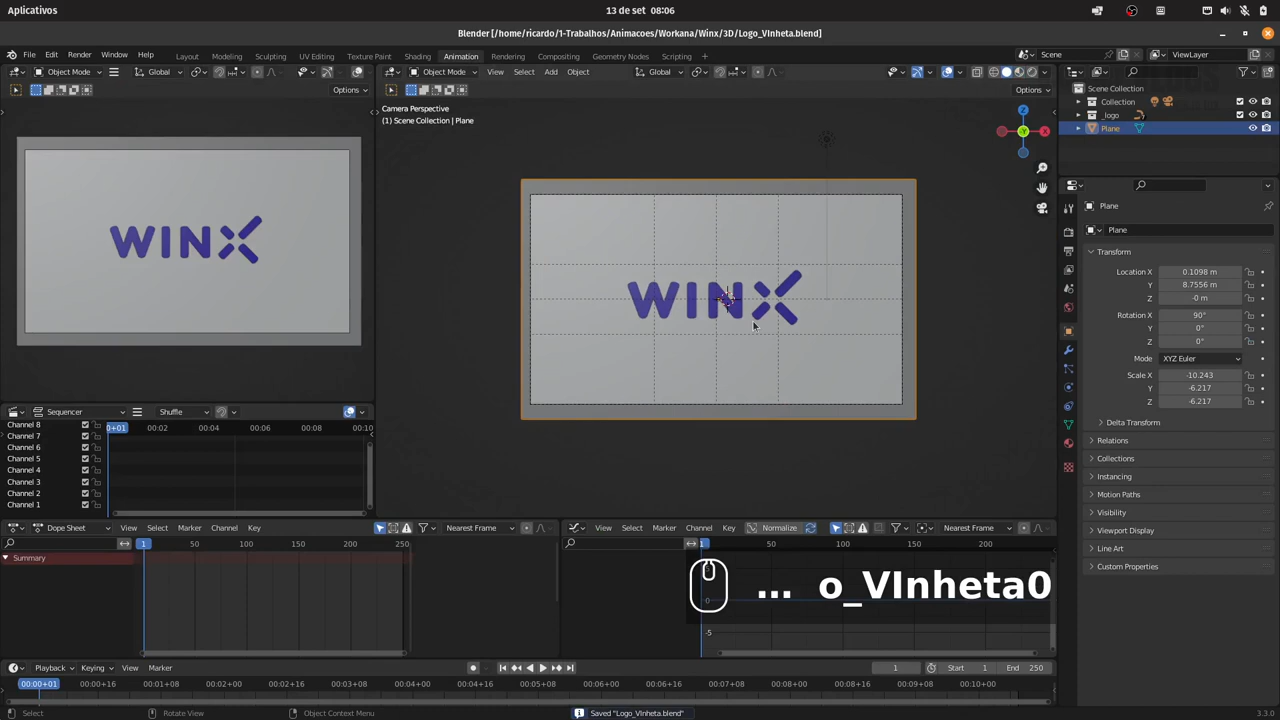 Aplicativos
13 de set  08:06
Blender [/home/ricardo/1-Trabalhos/Animacoes/Workana/Winx/3D/Logo_VInheta.blend]
File Edit Render Window Help
Layout Modeling Sculpting UV Editing Texture Paint Shading Animation Rendering Compositing Geometry Nodes Scripting
Scene
ViewLayer
Object Mode
Global
Object Mode View Select Add Object
Global
Options
Options
Camera Perspective
(1) Scene Collection | Plane
Z
X
-Y
WINX
WINX
Scene Collection
Collection
_logo
Plane
Plane
Plane
Transform
Location X 0.1098 m
Y 8.7556 m
Z -0 m
Rotation X 90°
Y 0°
Z 0°
Mode XYZ Euler
Scale X -10.243
Y -6.217
Z -6.217
Delta Transform
Relations
Collections
Instancing
Motion Paths
Visibility
Viewport Display
Line Art
Custom Properties
Sequencer
Shuffle
0+01 00:02 00:04 00:06 00:08 00:10
Channel 8
Channel 7
Channel 6
Channel 5
Channel 4
Channel 3
Channel 2
Channel 1
Dope Sheet View Select Marker Channel Key
Nearest Frame
1 50 100 150 200 250
Summary
View Select Marker Channel Key
Normalize
Nearest Frame
1 50 100 150 200
0
-5
... o_VInheta0
Playback Keying View Marker
1
Start 1
End 250
00:00+01 00:00+16 00:01+08 00:02+00 00:02+16 00:03+08 00:04+00 00:04+16 00:05+08 00:06+00 00:06+16 00:07+08 00:08+00 00:08+16 00:09+08 00:10+00
Select
Rotate View
Object Context Menu
Saved "Logo_VInheta.blend"
3.3.0